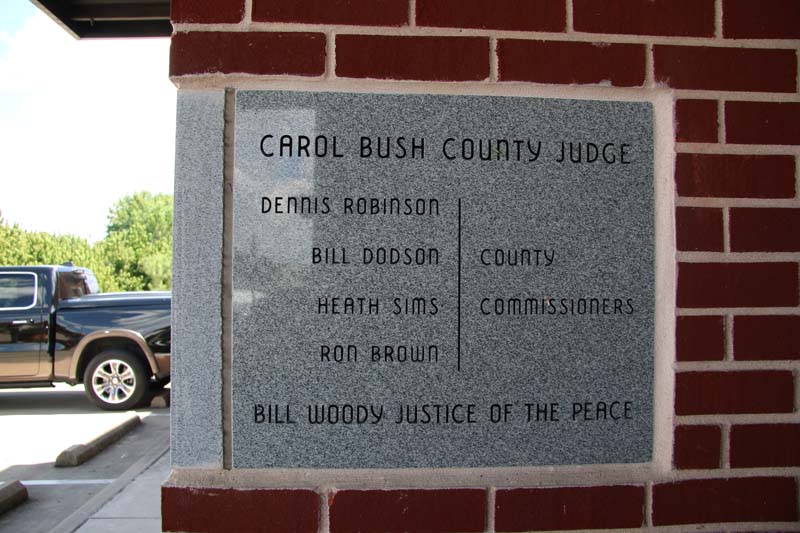 CAROL BUSH COUNTY JUDGE
DENNIS ROBINSON
BILL DODSON COUNTY
HEATH SIMS COMMISSIONERS
RON BROWN
BILL WOODY JUSTICE OF THE PEACE